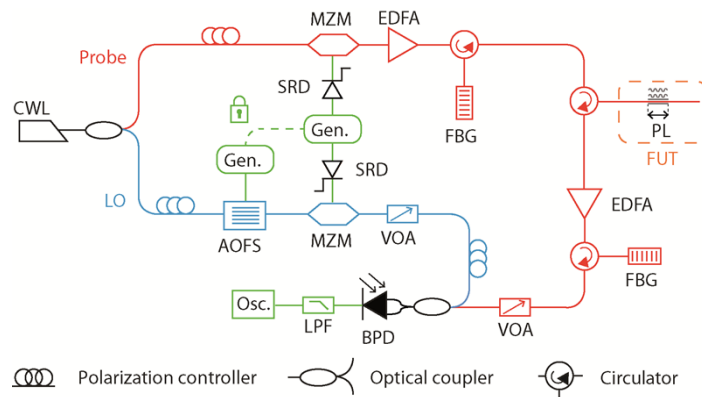 MZM
EDFA
Probe
SRD
CWL
Gen.
FBG
PL
FUT
Gen.
SRD
LO
EDFA
AOFS
MZM
VOA
FBG
Osc.
LPF
BPD
VOA
Polarization controller
Optical coupler
Circulator